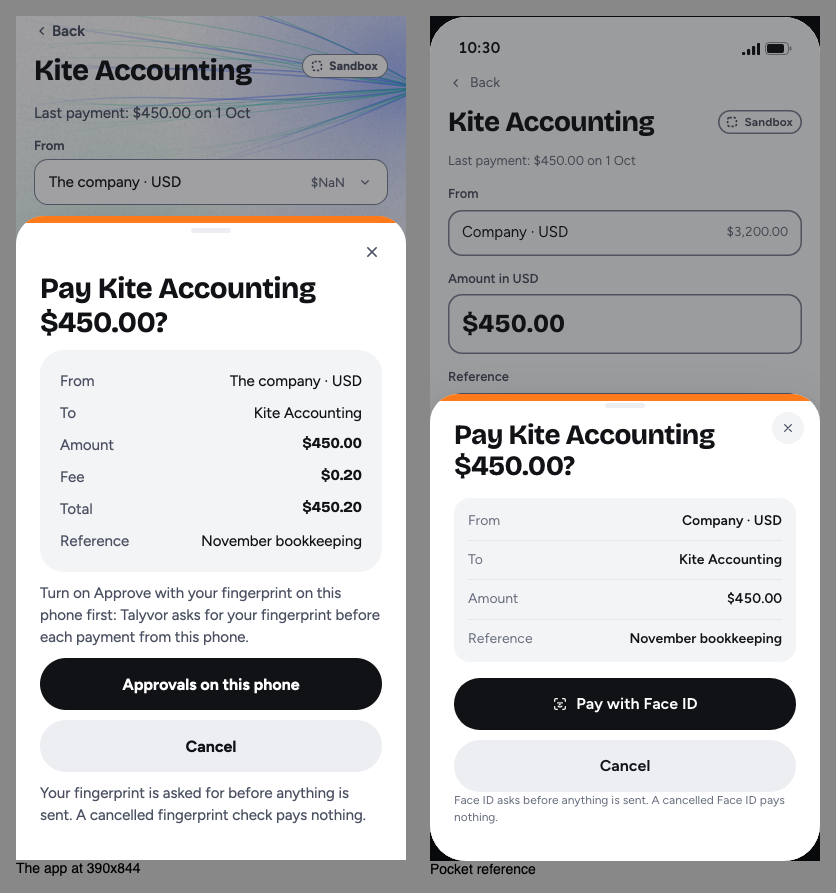 Back
Kite Accounting
Sandbox
Last payment: $450.00 on 1 Oct
From
The company · USD
$NaN
Pay Kite Accounting
$450.00?
From
The company · USD
To
Kite Accounting
Amount
$450.00
Fee
$0.20
Total
$450.20
Reference
November bookkeeping
Turn on Approve with your fingerprint on this
phone first: Talyvor asks for your fingerprint before
each payment from this phone.
Approvals on this phone
Cancel
Your fingerprint is asked for before anything is
sent. A cancelled fingerprint check pays nothing.
The app at 390x844
10:30
Back
Kite Accounting
Sandbox
Last payment: $450.00 on 1 Oct
From
Company · USD
$3,200.00
Amount in USD
$450.00
Reference
Pay Kite Accounting
$450.00?
From
Company · USD
To
Kite Accounting
Amount
$450.00
Reference
November bookkeeping
Pay with Face ID
Cancel
Face ID asks before anything is sent. A cancelled Face ID pays
nothing.
Pocket reference